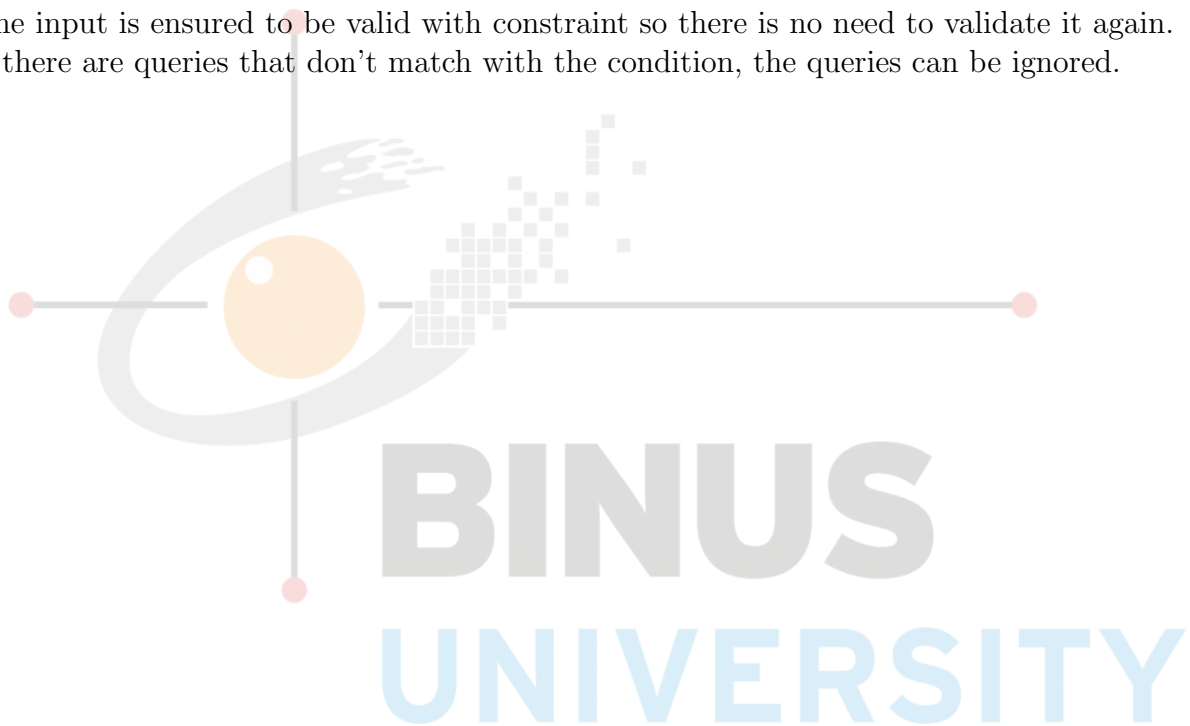 he input is ensured to be valid with constraint so there is no need to validate it again.
there are queries that don't match with the condition, the queries can be ignored.
BINUS
UNIVERSITY